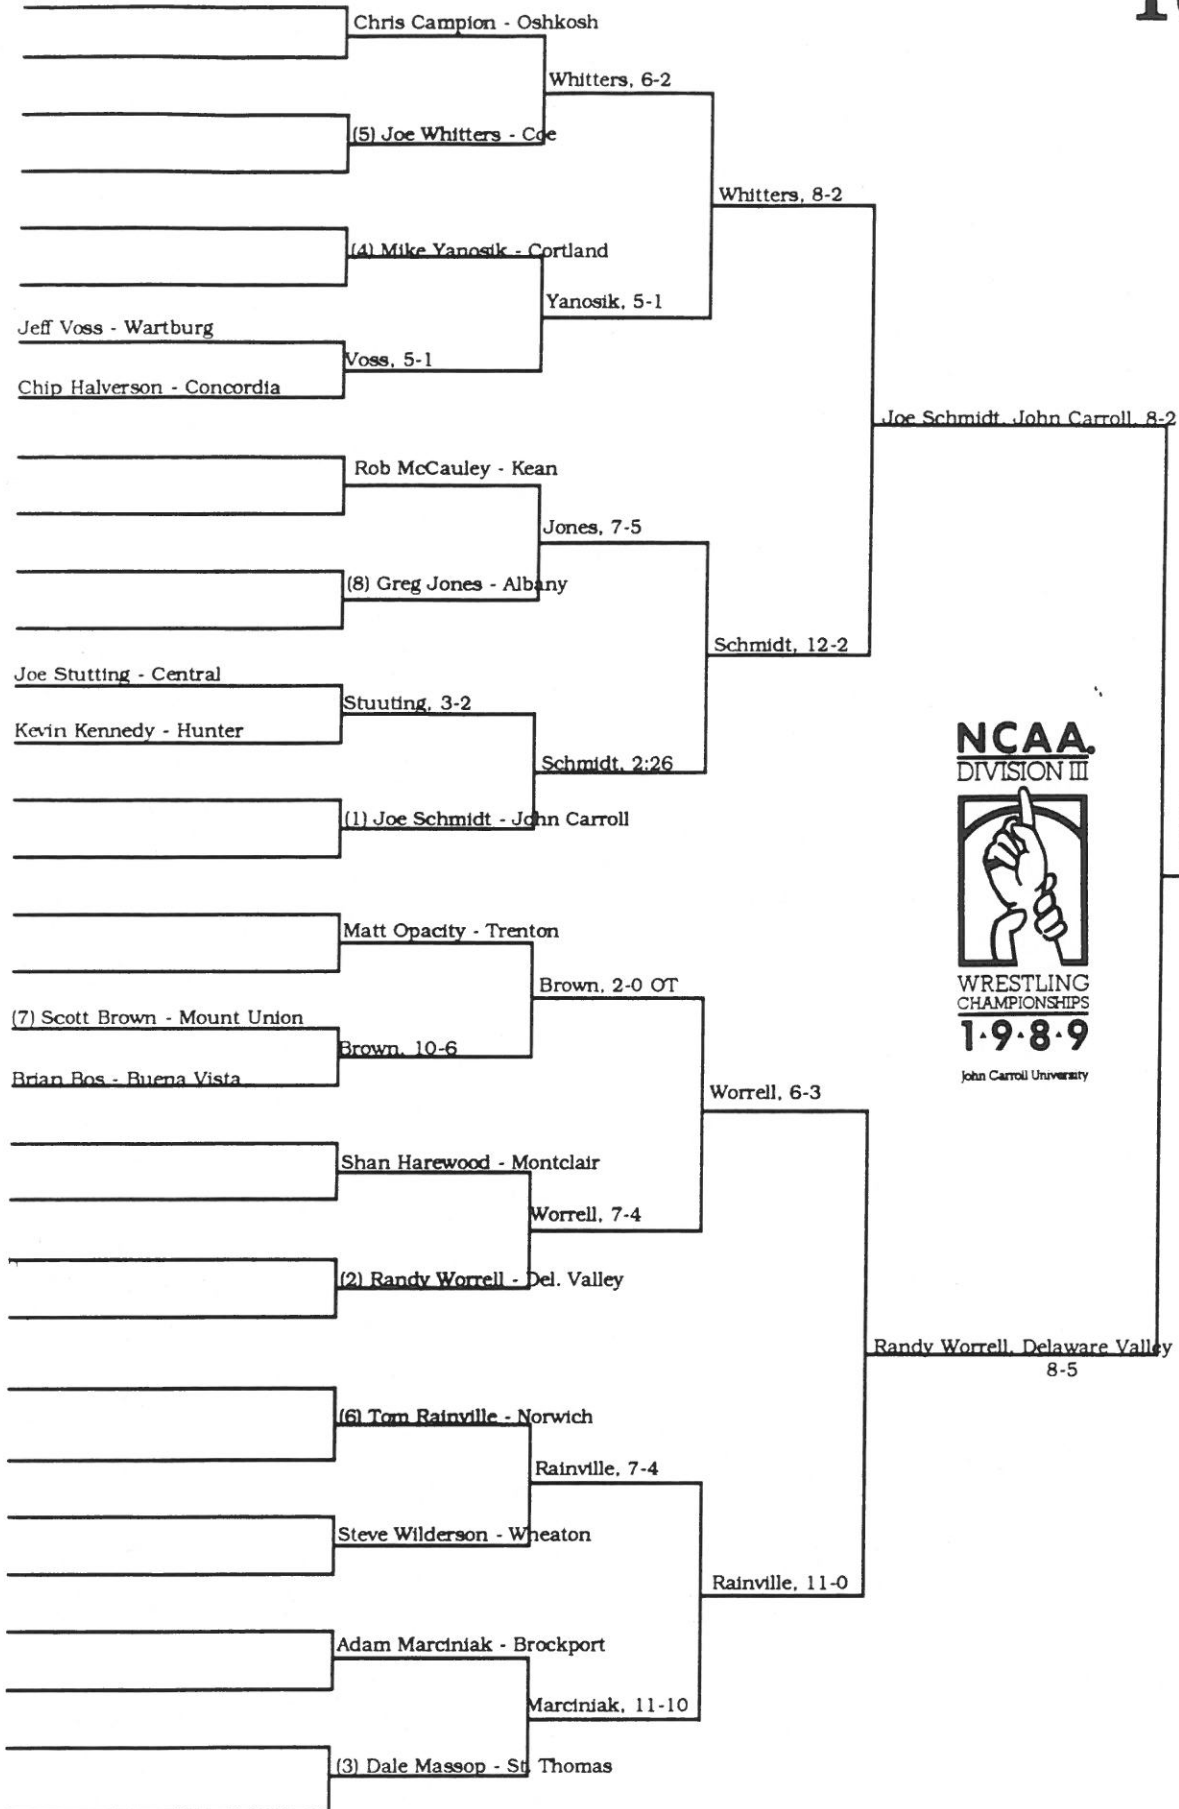 Chris Campion - Oshkosh
Whitters, 6-2
(5) Joe Whitters - Coe
Whitters, 8-2
(4) Mike Yanosik - Cortland
Yanosik, 5-1
Jeff Voss - Wartburg
Voss, 5-1
Chip Halverson - Concordia
Joe Schmidt, John Carroll, 8-2
Rob McCauley - Kean
Jones, 7-5
(8) Greg Jones - Albany
Schmidt, 12-2
Joe Stutting - Central
Stuuting, 3-2
Kevin Kennedy - Hunter
Schmidt, 2:26
(1) Joe Schmidt - John Carroll
NCAA.
DIVISION III
WRESTLING
CHAMPIONSHIPS
1·9·8·9
John Carroll University
Matt Opacity - Trenton
Brown, 2-0 OT
(7) Scott Brown - Mount Union
Brown, 10-6
Brian Bos - Buena Vista
Worrell, 6-3
Shan Harewood - Montclair
Worrell, 7-4
(2) Randy Worrell - Del. Valley
Randy Worrell, Delaware Valley
8-5
(6) Tom Rainville - Norwich
Rainville, 7-4
Steve Wilderson - Wheaton
Rainville, 11-0
Adam Marciniak - Brockport
Marciniak, 11-10
(3) Dale Massop - St. Thomas